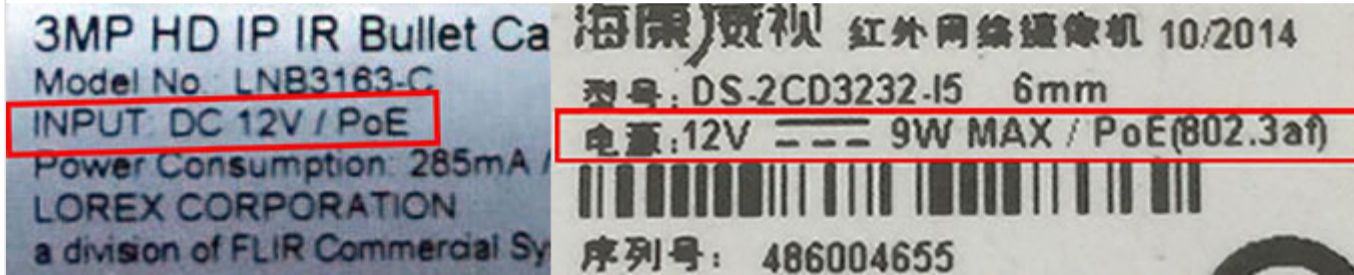 3MP HD IP IR Bullet Ca
Model No. LNB3163-C
INPUT: DC 12V / PoE
Power Consumption: 285mA /
LOREX CORPORATION
a division of FLIR Commercial Sy
海康威视 红外网络摄像机 10/2014
型号: DS-2CD3232-I5 6mm
电源:12V 9W MAX / PoE(802.3af)
序列号: 486004655